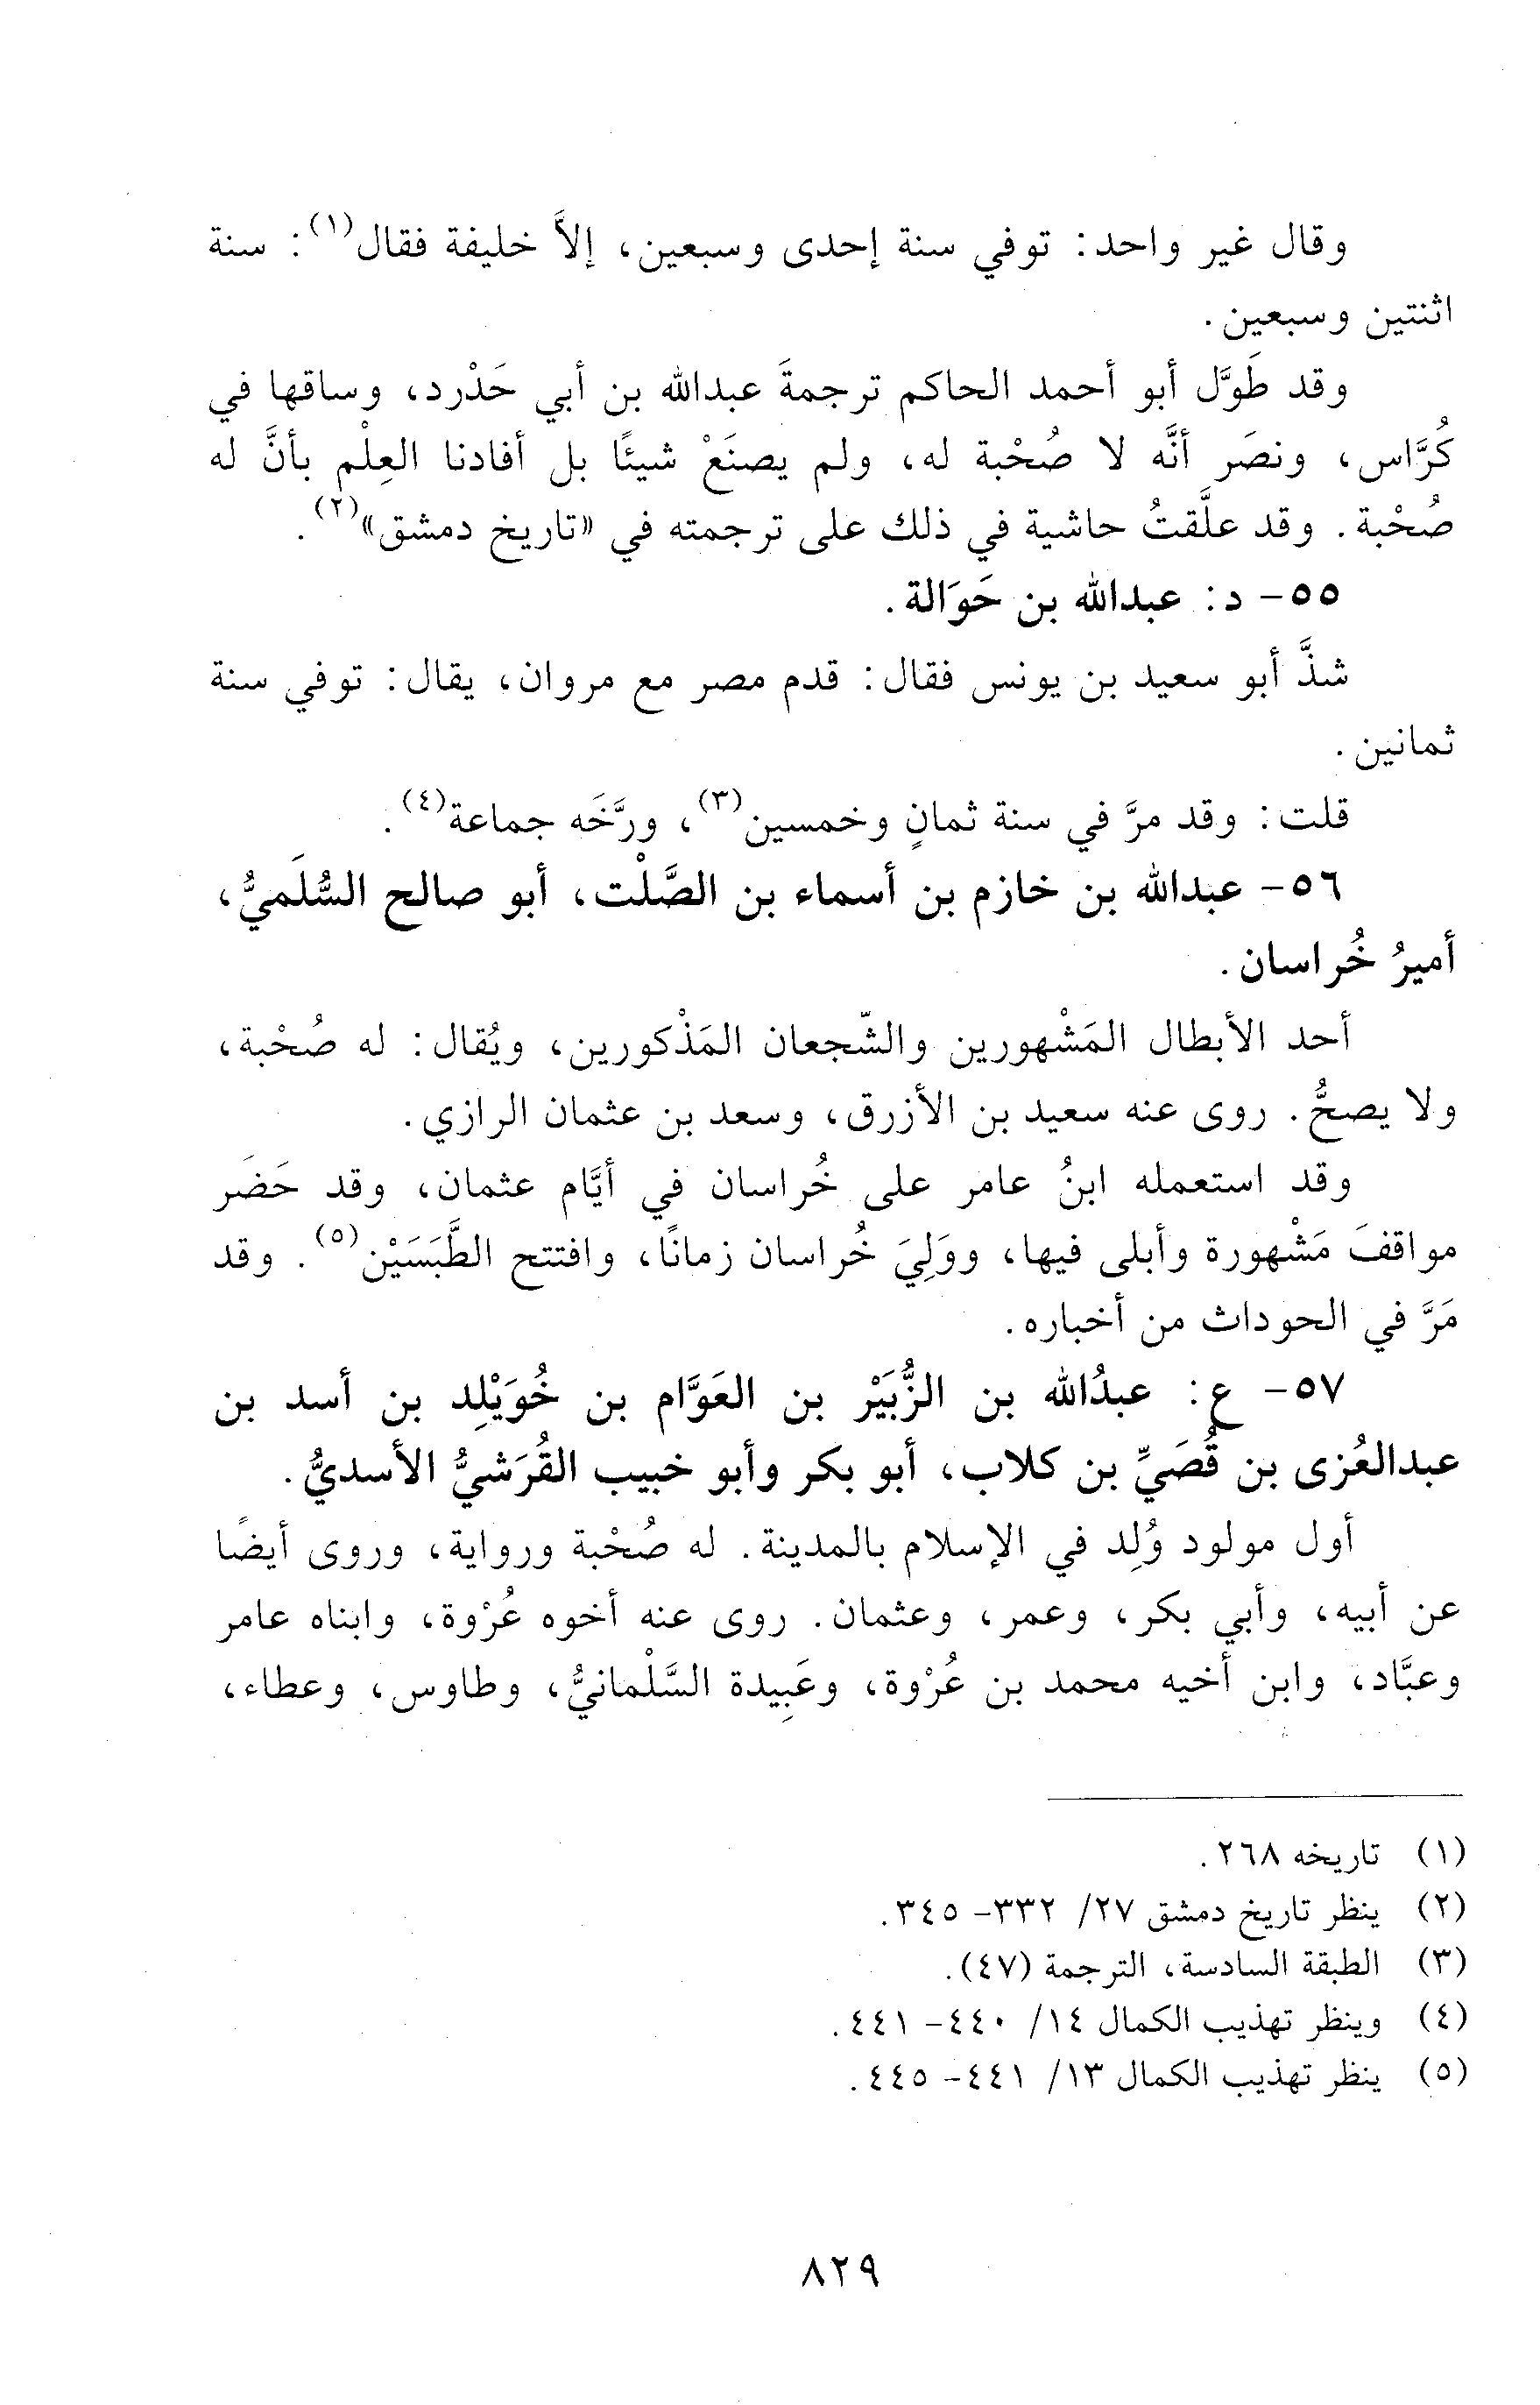 وقال غير واحد: توفي سنة إحدى وسبعين، إلاَّ خليفة فقال(١): سنة
اثنتين وسبعين.
وقد طَوَّل أبو أحمد الحاكم ترجمةَ عبدالله بن أبي حَدْرد، وساقها في
كُرَّاس، ونصَر أنَّه لا صُحْبة له، ولم يصنَعْ شيئًا بل أفادنا العِلْم بأنَّ له
صُحْبة. وقد علَّقتُ حاشية في ذلك على ترجمته في «تاريخ دمشق»(٢).
٥٥- د: عبدالله بن حَوَالة.
شذَّ أبو سعيد بن يونس فقال: قدم مصر مع مروان، يقال: توفي سنة
ثمانين.
قلت: وقد مرَّ في سنة ثمانٍ وخمسين(٣)، ورَّخَه جماعة(٤).
٥٦- عبدالله بن خازم بن أسماء بن الصَّلْت، أبو صالح السُّلَميُّ،
أميرُ خُراسان.
أحد الأبطال المَشْهورين والشّجعان المَذْكورين، ويُقال: له صُحْبة،
ولا يصحُّ. روى عنه سعيد بن الأزرق، وسعد بن عثمان الرازي.
وقد استعمله ابنُ عامر على خُراسان في أيَّام عثمان، وقد حَضَر
مواقفَ مَشْهورة وأبلى فيها، ووَلِيَ خُراسان زمانًا، وافتتح الطَّبَسَيْن(٥). وقد
مَرَّ في الحوداث من أخباره.
٥٧- ع: عبدُالله بن الزُّبَيْر بن العَوَّام بن خُوَيْلِد بن أسد بن
عبدالعُزى بن قُصَيِّ بن كلاب، أبو بكر وأبو خبيب القُرَشيُّ الأسديُّ.
أول مولود وُلِد في الإسلام بالمدينة. له صُحْبة ورواية، وروى أيضًا
عن أبيه، وأبي بكر، وعمر، وعثمان. روى عنه أخوه عُرْوة، وابناه عامر
وعبَّاد، وابن أخيه محمد بن عُرْوة، وعَبِيدة السَّلْمانيُّ، وطاوس، وعطاء،
(١) تاريخه ٢٦٨.
(٢) ينظر تاريخ دمشق ٢٧/ ٣٣٢- ٣٤٥.
(٣) الطبقة السادسة، الترجمة (٤٧).
(٤) وينظر تهذيب الكمال ١٤/ ٤٤٠- ٤٤١.
(٥) ينظر تهذيب الكمال ١٣/ ٤٤١- ٤٤٥.
٨٢٩